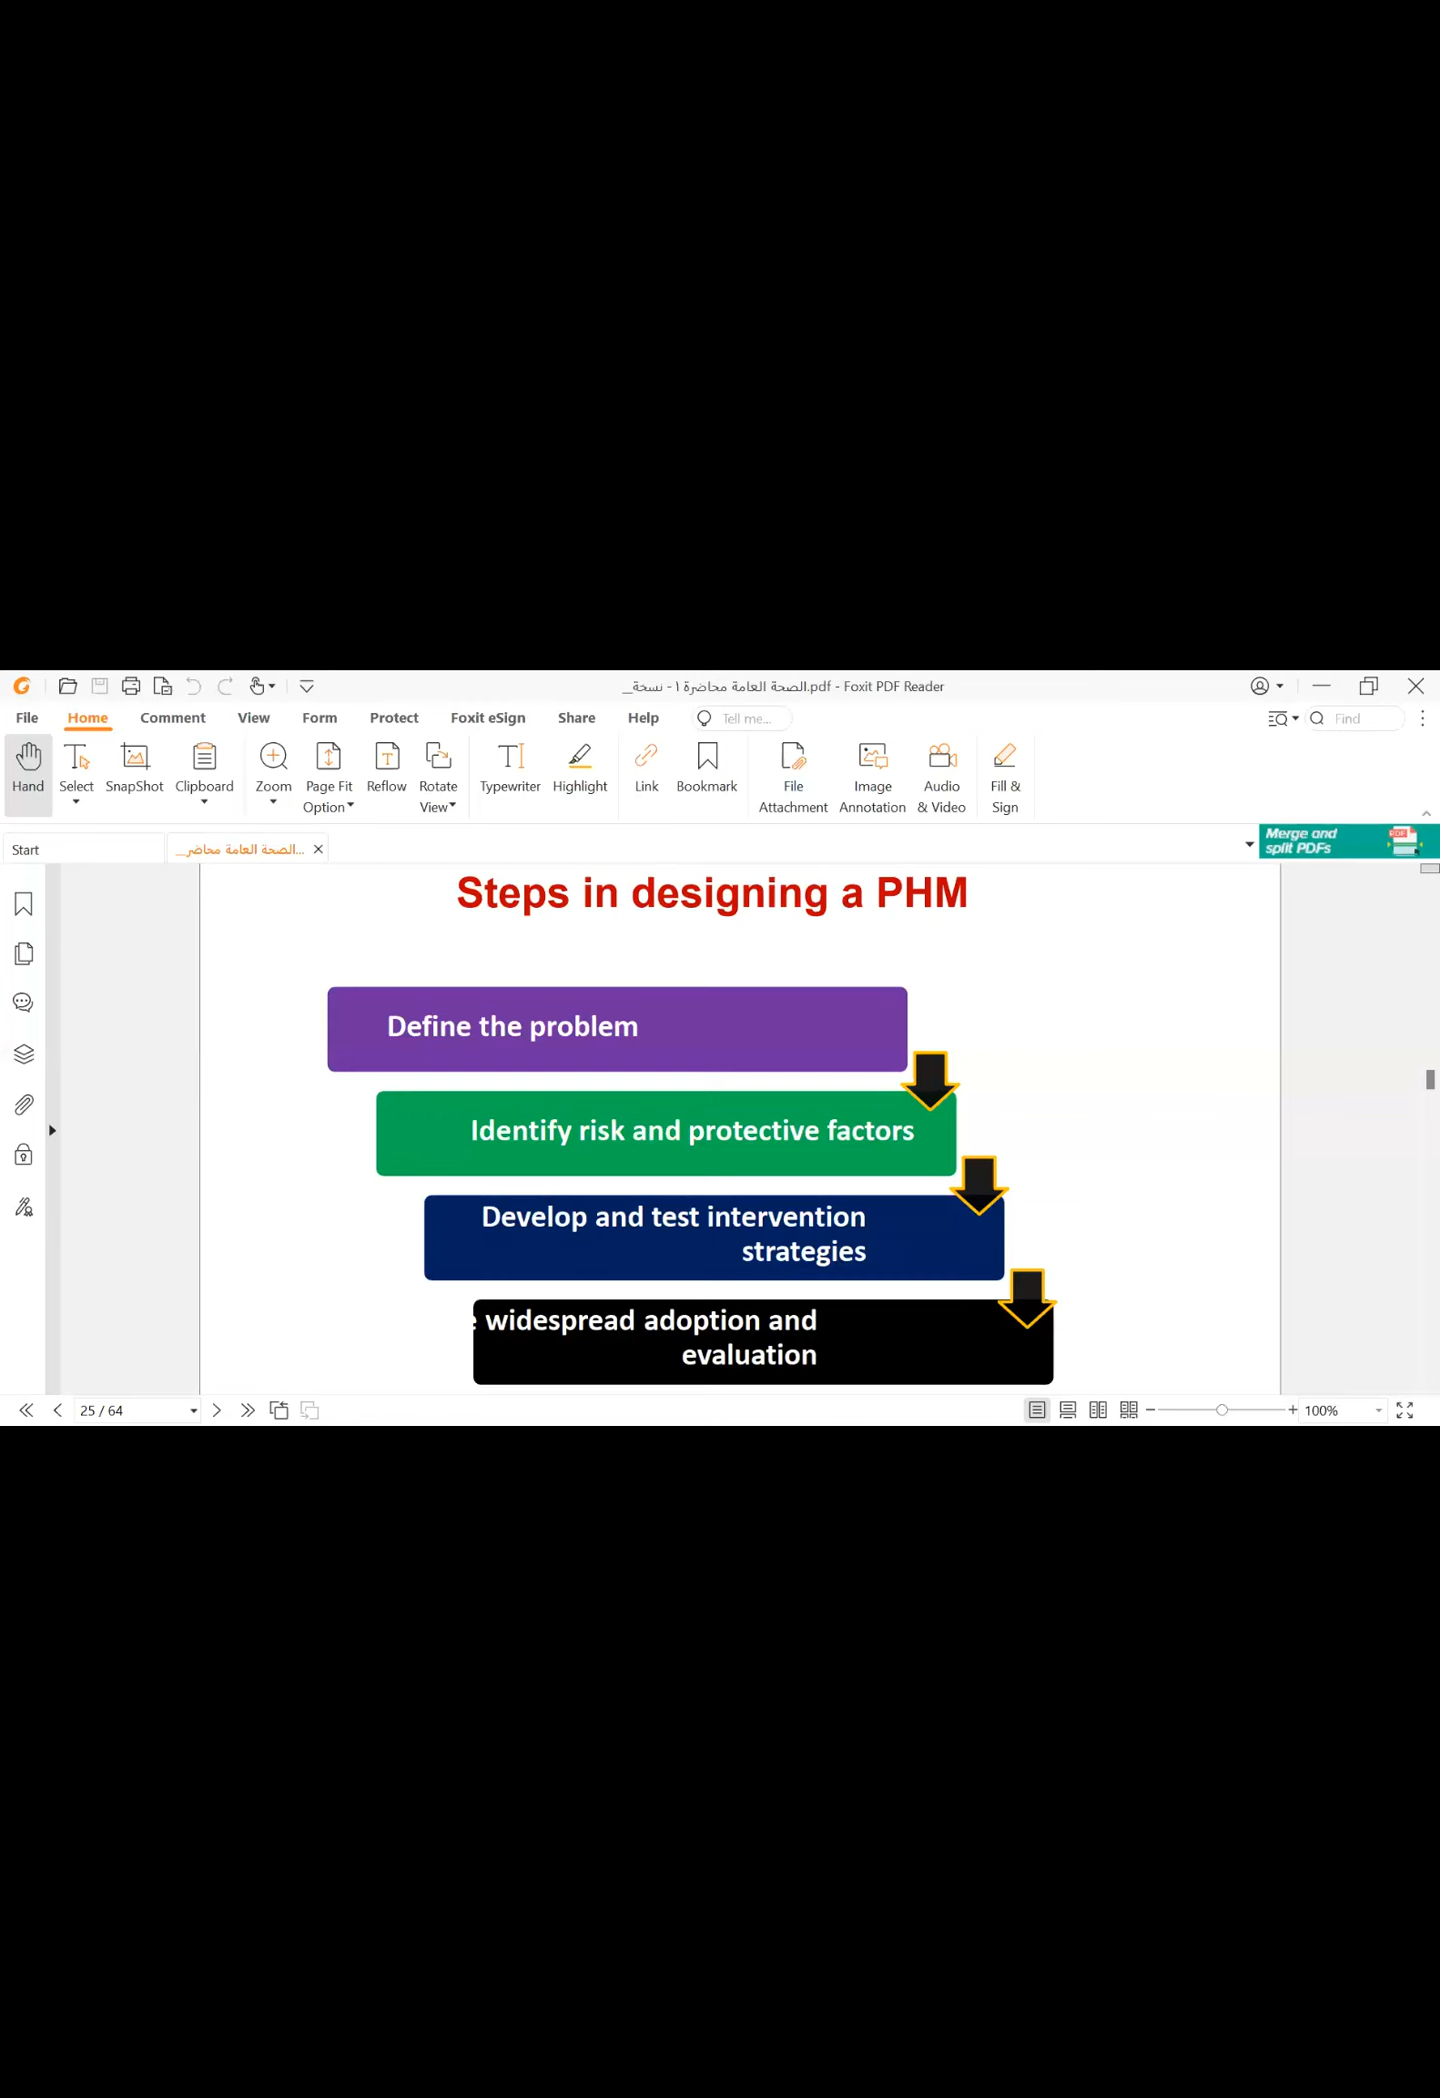 الصحة العامة محاضرة ١ - نسخة__.pdf - Foxit PDF Reader
File Home Comment View Form Protect Foxit eSign Share Help Tell me... Find
Hand Select SnapShot Clipboard Zoom Page Fit Option Reflow Rotate View Typewriter Highlight Link Bookmark File Attachment Image Annotation Audio & Video Fill & Sign
Start
الصحة العامة محاضر...__
Merge and
split PDFs
PDF
Steps in designing a PHM
Define the problem
Identify risk and protective factors
Develop and test intervention
strategies
widespread adoption and
evaluation
25 / 64
100%